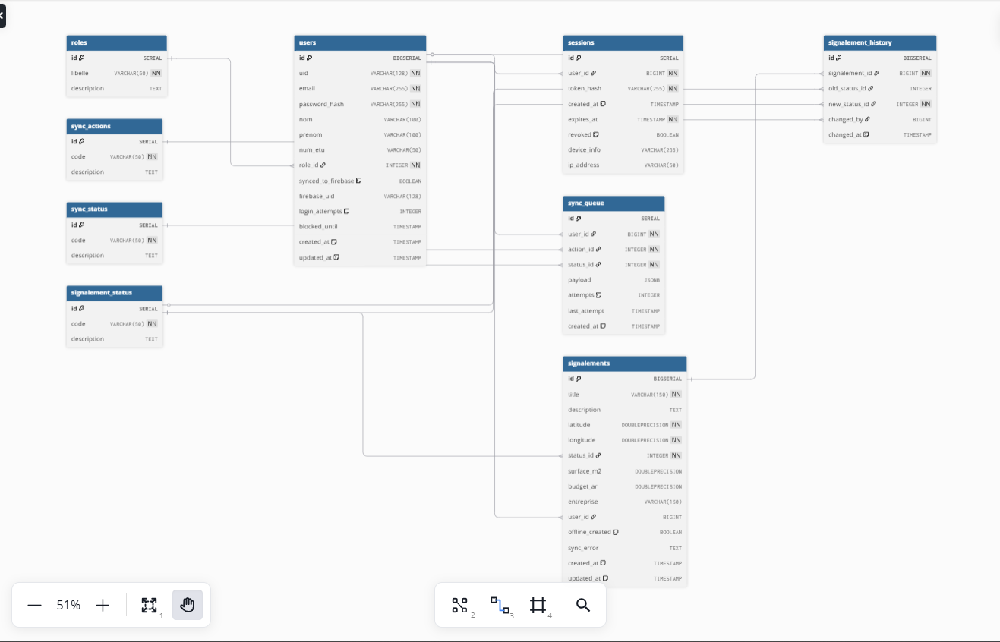 roles
id SERIAL
libelle VARCHAR(50) NN
description TEXT
sync_actions
id SERIAL
code VARCHAR(50) NN
description TEXT
sync_status
id SERIAL
code VARCHAR(50) NN
description TEXT
signalement_status
id SERIAL
code VARCHAR(50) NN
description TEXT
users
id BIGSERIAL
uid VARCHAR(128) NN
email VARCHAR(255) NN
password_hash VARCHAR(255) NN
nom VARCHAR(100)
prenom VARCHAR(100)
num_etu VARCHAR(50)
role_id INTEGER NN
synced_to_firebase BOOLEAN
firebase_uid VARCHAR(128)
login_attempts INTEGER
blocked_until TIMESTAMP
created_at TIMESTAMP
updated_at TIMESTAMP
sessions
id SERIAL
user_id BIGINT NN
token_hash VARCHAR(255) NN
created_at TIMESTAMP
expires_at TIMESTAMP NN
revoked BOOLEAN
device_info VARCHAR(255)
ip_address VARCHAR(50)
sync_queue
id SERIAL
user_id BIGINT NN
action_id INTEGER NN
status_id INTEGER NN
payload JSONB
attempts INTEGER
last_attempt TIMESTAMP
created_at TIMESTAMP
signalements
id BIGSERIAL
title VARCHAR(150) NN
description TEXT
latitude DOUBLEPRECISION NN
longitude DOUBLEPRECISION NN
status_id INTEGER NN
surface_m2 DOUBLEPRECISION
budget_ar DOUBLEPRECISION
entreprise VARCHAR(150)
user_id BIGINT
offline_created BOOLEAN
sync_error TEXT
created_at TIMESTAMP
updated_at TIMESTAMP
signalement_history
id BIGSERIAL
signalement_id BIGINT NN
old_status_id INTEGER
new_status_id INTEGER NN
changed_by BIGINT
changed_at TIMESTAMP
51%
1
2
3
4